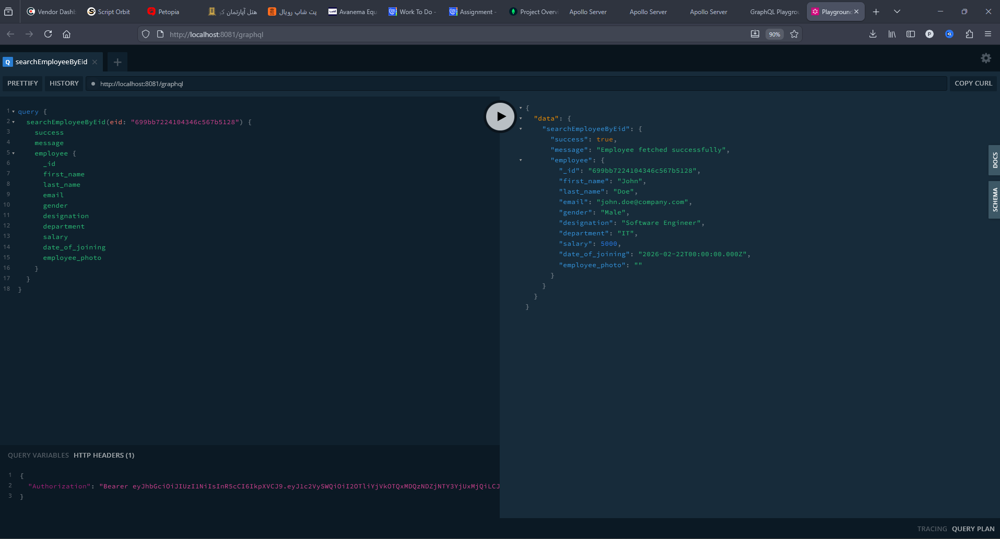 Vendor Dashb
Script Orbit
Petopia
هتل آپارتمان کر
پت شاپ رویال
Avanema Equ
Work To Do -
Assignment -
Project Overvi
Apollo Server
Apollo Server
Apollo Server
GraphQL Playgrou
Playground
http://localhost:8081/graphql
90%
P
Q searchEmployeeByEid
PRETTIFY
HISTORY
http://localhost:8081/graphql
COPY CURL
1 query {
2 searchEmployeeByEid(eid: "699bb7224104346c567b5128") {
3 success
4 message
5 employee {
6 _id
7 first_name
8 last_name
9 email
10 gender
11 designation
12 department
13 salary
14 date_of_joining
15 employee_photo
16 }
17 }
18 }
{
"data": {
"searchEmployeeByEid": {
"success": true,
"message": "Employee fetched successfully",
"employee": {
"_id": "699bb7224104346c567b5128",
"first_name": "John",
"last_name": "Doe",
"email": "john.doe@company.com",
"gender": "Male",
"designation": "Software Engineer",
"department": "IT",
"salary": 5000,
"date_of_joining": "2026-02-22T00:00:00.000Z",
"employee_photo": ""
}
}
}
}
DOCS
SCHEMA
QUERY VARIABLES
HTTP HEADERS (1)
1 {
2 "Authorization": "Bearer eyJhbGciOiJIUzI1NiIsInR5cCI6IkpXVCJ9.eyJ1c2VySWQiOiI2OTliYjVkOTQxMDQzNDZjNTY3YjUxMjQiLCJ
3 }
TRACING
QUERY PLAN